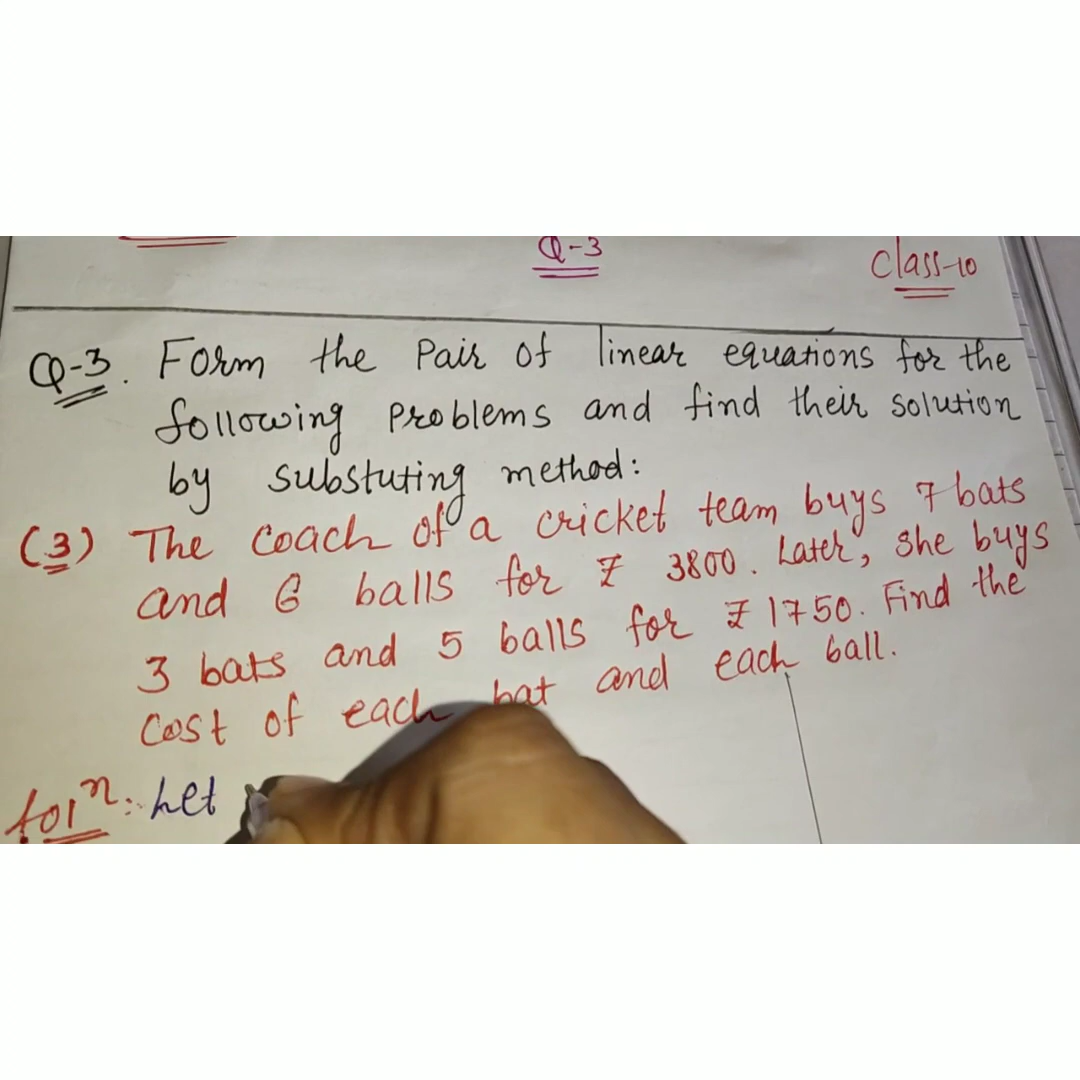 Q-3
Class-10
Q-3. Form the Pair of linear equations for the
following Problems and find their solution
by substuting method:
(3) The Coach of a cricket team buys 7 bats
and 6 balls for ₹ 3800. Later, she buys
3 bats and 5 balls for ₹ 1750. Find the
Cost of each bat and each ball.
Solⁿ:- Let